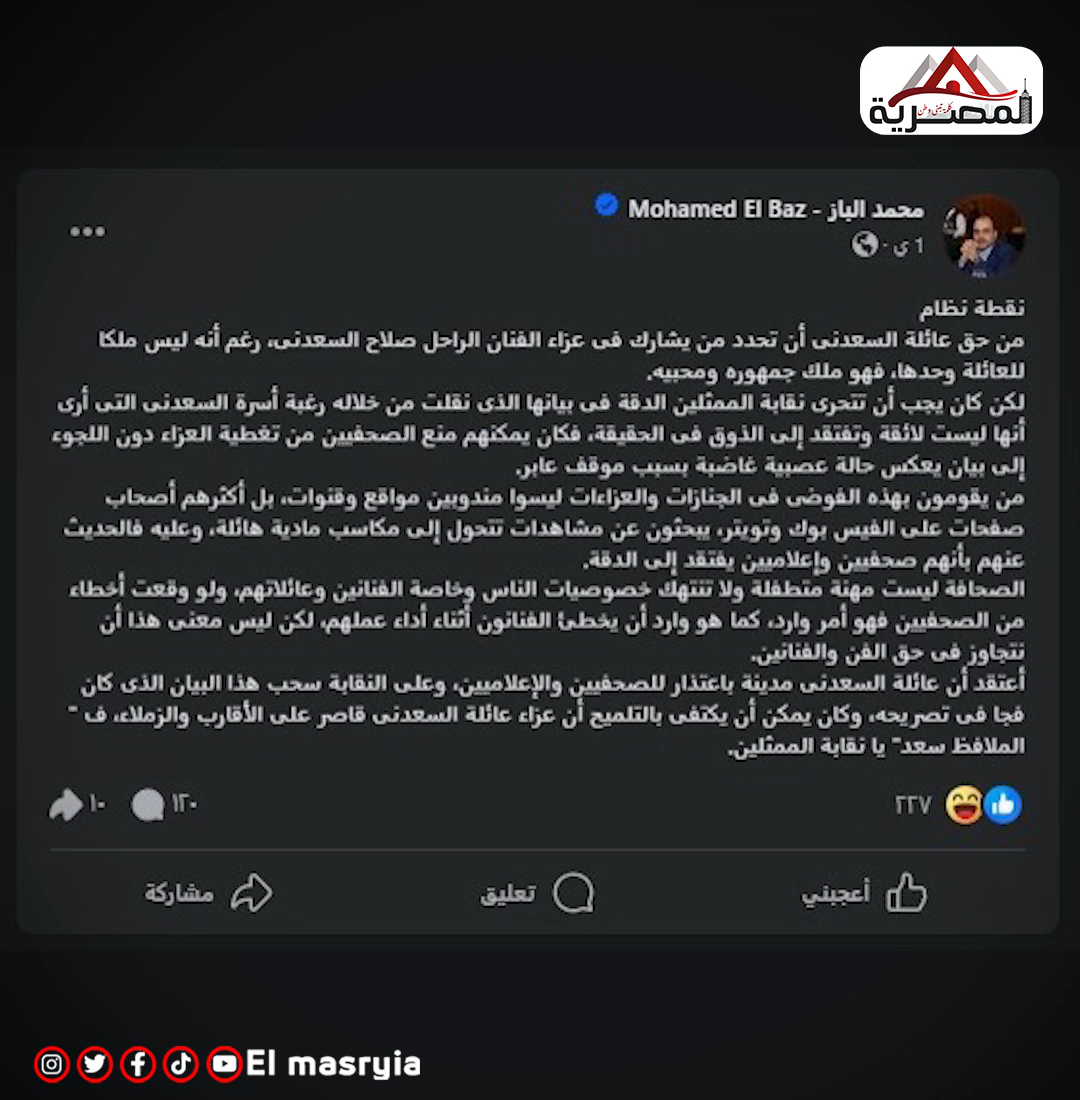 المصرية
كلمة تبني وطن
محمد الباز - Mohamed El Baz
1 ي ·
نقطة نظام
من حق عائلة السعدنى أن تحدد من يشارك فى عزاء الفنان الراحل صلاح السعدنى، رغم أنه ليس ملكا
للعائلة وحدها، فهو ملك جمهوره ومحبيه.
لكن كان يجب أن تتحرى نقابة الممثلين الدقة فى بيانها الذى نقلت من خلاله رغبة أسرة السعدنى التى أرى
أنها ليست لائقة وتفتقد إلى الذوق فى الحقيقة، فكان يمكنهم منع الصحفيين من تغطية العزاء دون اللجوء
إلى بيان يعكس حالة عصبية غاضبة بسبب موقف عابر.
من يقومون بهذه الفوضى فى الجنازات والعزاءات ليسوا مندوبين مواقع وقنوات، بل أكثرهم أصحاب
صفحات على الفيس بوك وتويتر، يبحثون عن مشاهدات تتحول إلى مكاسب مادية هائلة، وعليه فالحديث
عنهم بأنهم صحفيين وإعلاميين يفتقد إلى الدقة.
الصحافة ليست مهنة متطفلة ولا تنتهك خصوصيات الناس وخاصة الفنانين وعائلاتهم، ولو وقعت أخطاء
من الصحفيين فهو أمر وارد، كما هو وارد أن يخطئ الفنانون أثناء أداء عملهم، لكن ليس معنى هذا أن
نتجاوز فى حق الفن والفنانين.
أعتقد أن عائلة السعدنى مدينة باعتذار للصحفيين والإعلاميين، وعلى النقابة سحب هذا البيان الذى كان
فجا فى تصريحه، وكان يمكن أن يكتفى بالتلميح أن عزاء عائلة السعدنى قاصر على الأقارب والزملاء، ف "
الملافظ سعد" يا نقابة الممثلين.
٢٢٧ ١٢٠ ١٠
أعجبني تعليق مشاركة
El masryia